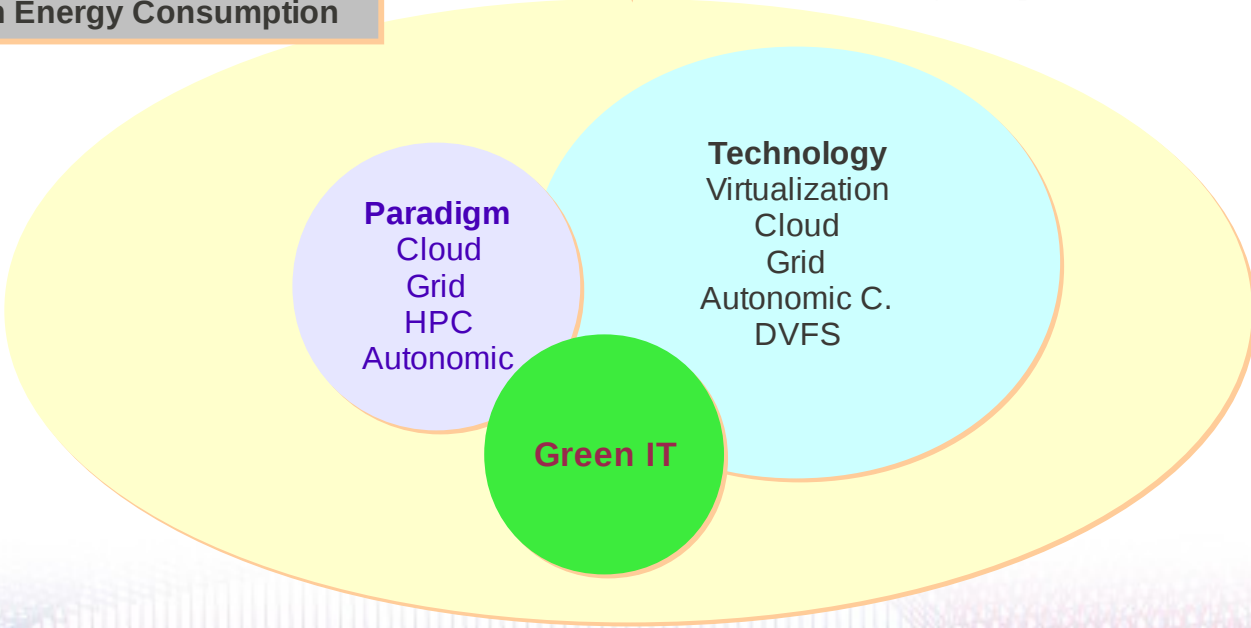 Energy Consumption
Paradigm
Cloud
Grid
HPC
Autonomic
Technology
Virtualization
Cloud
Grid
Autonomic C.
DVFS
Green IT